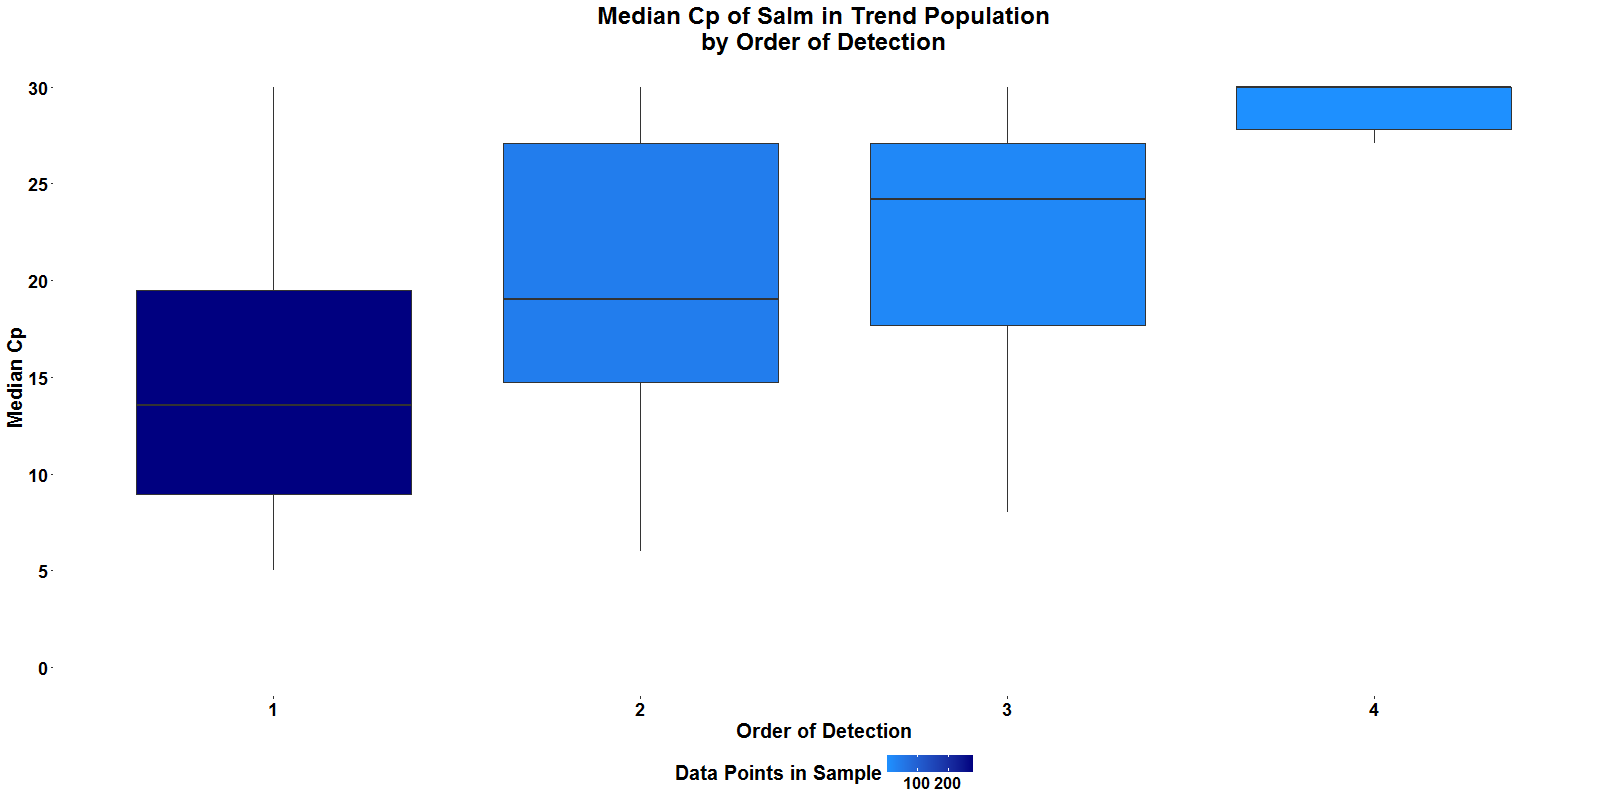 Median Cp of Salm in Trend Population
by Order of Detection
30
25
20
15
10
5
0
Median Cp
1 2 3 4
Order of Detection
Data Points in Sample
100 200